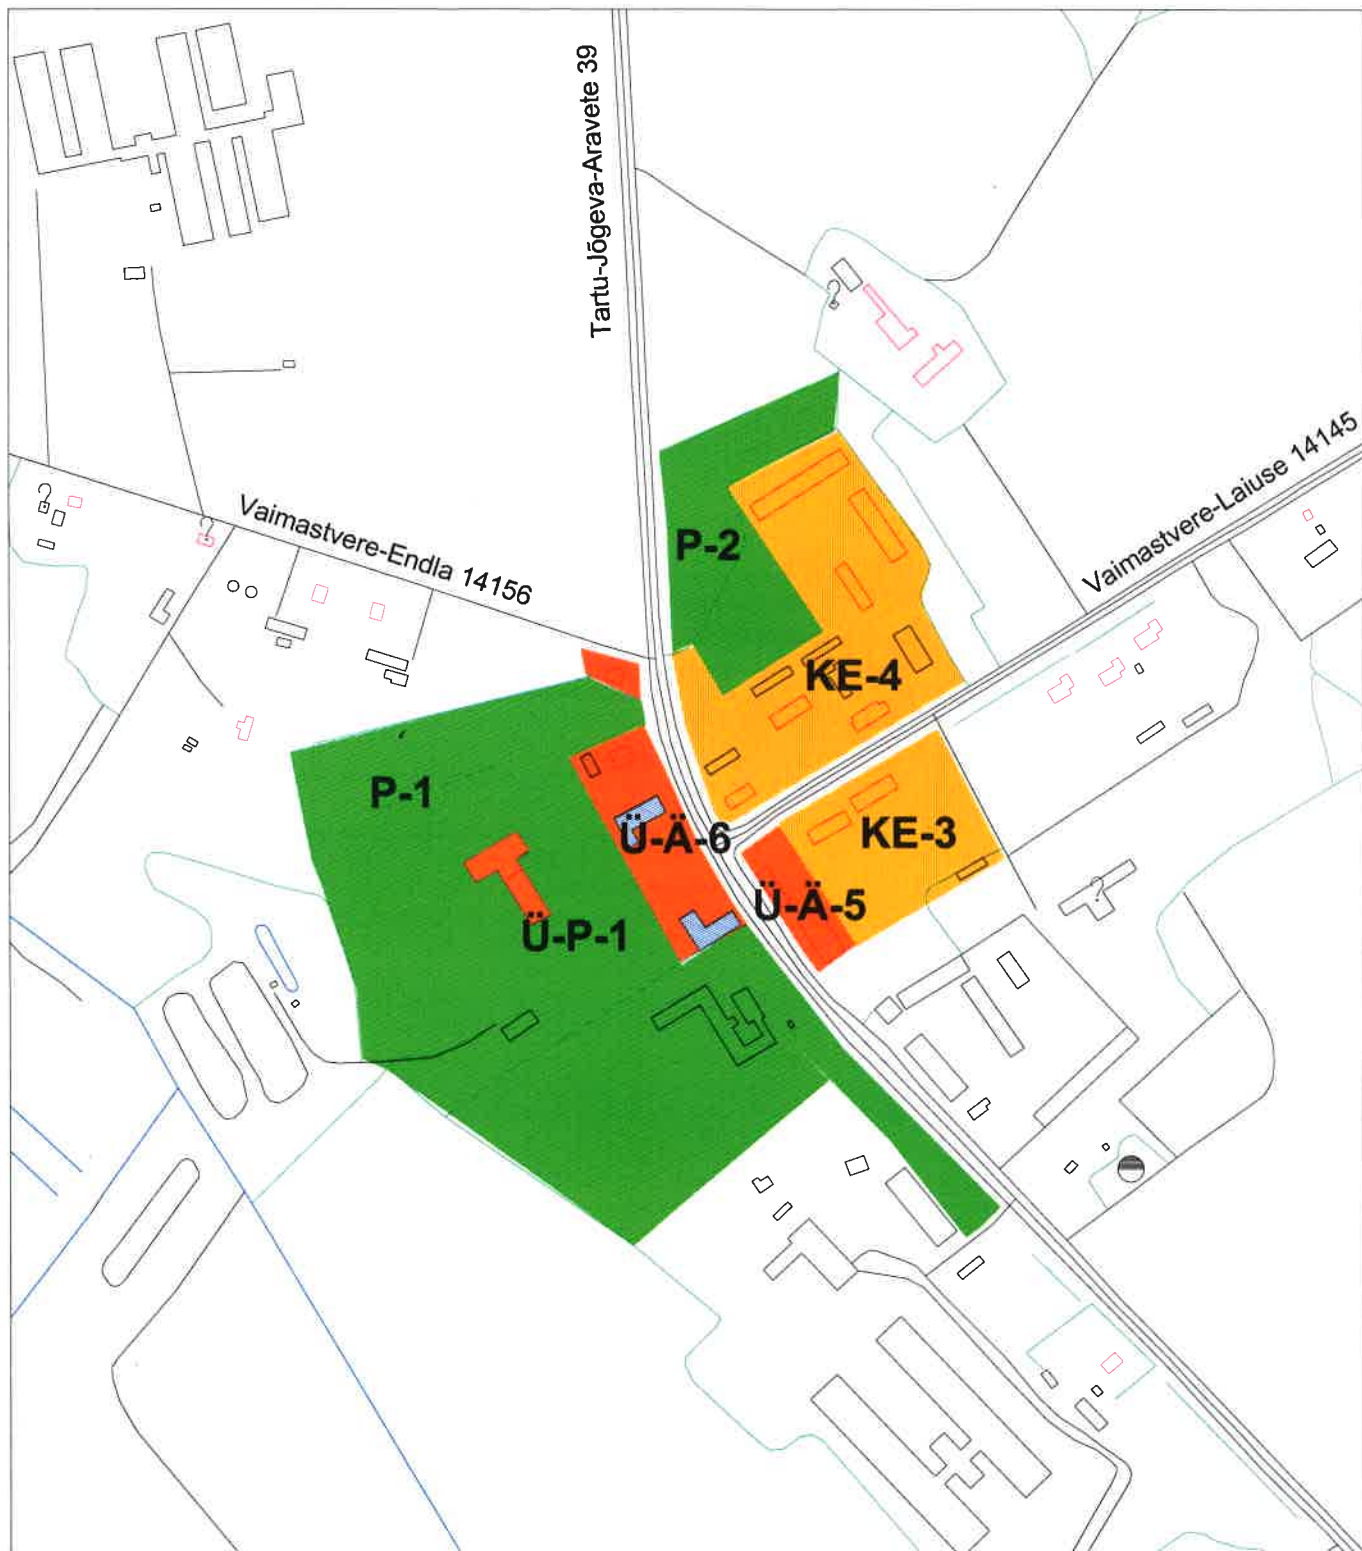 Tartu-Jõgeva-Aravete 39
Vaimastvere-Laiuse 14145
Vaimastvere-Endla 14156
P-2
KE-4
P-1
Ü-Ä-6
KE-3
Ü-Ä-5
Ü-P-1